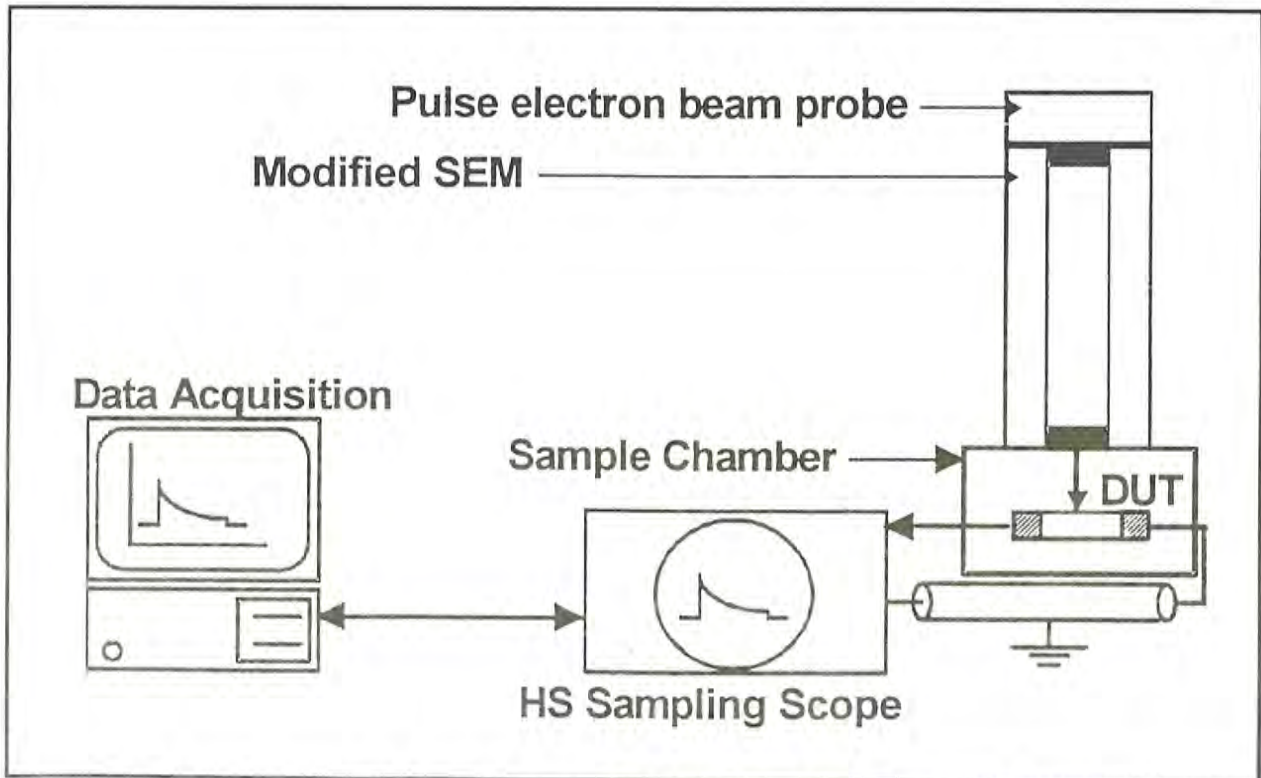 Pulse electron beam probe
Modified SEM
Data Acquisition
Sample Chamber
DUT
HS Sampling Scope